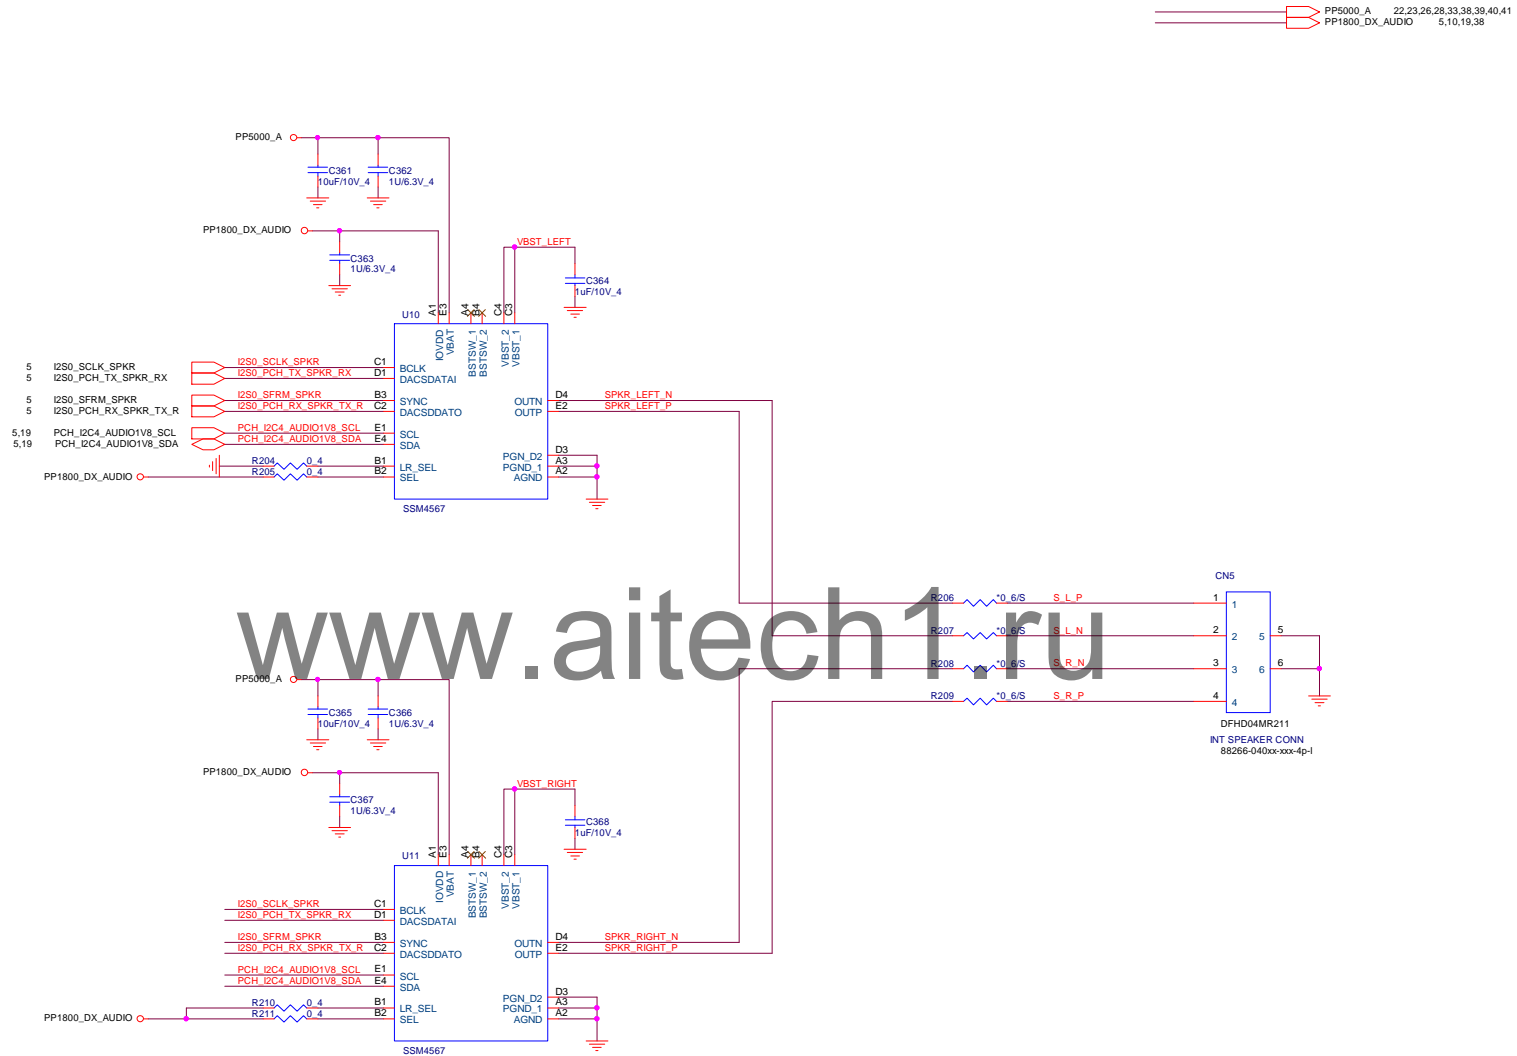 PP5000_A 22,23,26,28,33,38,39,40,41
PP1800_DX_AUDIO 5,10,19,38
PP5000_A
C361
10uF/10V_4
C362
1U/6.3V_4
PP1800_DX_AUDIO
C363
1U/6.3V_4
VBST_LEFT
C364
1uF/10V_4
U10
A1
E3
A4
B4
C4
C3
IOVDD
VBAT
BSTSW_1
BSTSW_2
VBST_2
VBST_1
5 I2S0_SCLK_SPKR I2S0_SCLK_SPKR C1 BCLK
5 I2S0_PCH_TX_SPKR_RX I2S0_PCH_TX_SPKR_RX D1 DACSDATAI
5 I2S0_SFRM_SPKR I2S0_SFRM_SPKR B3 SYNC OUTN D4 SPKR_LEFT_N
5 I2S0_PCH_RX_SPKR_TX_R I2S0_PCH_RX_SPKR_TX_R C2 DACSDDATO OUTP E2 SPKR_LEFT_P
5,19 PCH_I2C4_AUDIO1V8_SCL PCH_I2C4_AUDIO1V8_SCL E1 SCL
5,19 PCH_I2C4_AUDIO1V8_SDA PCH_I2C4_AUDIO1V8_SDA E4 SDA
PGN_D2 D3
R204 0_4 B1 LR_SEL PGND_1 A3
PP1800_DX_AUDIO R205 0_4 B2 SEL AGND A2
SSM4567
CN5
R206 *0_6/S S_L_P 1 1
R207 *0_6/S S_L_N 2 2 5 5
R208 *0_6/S S_R_N 3 3 6 6
R209 *0_6/S S_R_P 4 4
DFHD04MR211
INT SPEAKER CONN
88266-040xx-xxx-4p-l
www.aitech1.ru
PP5000_A
C365
10uF/10V_4
C366
1U/6.3V_4
PP1800_DX_AUDIO
C367
1U/6.3V_4
VBST_RIGHT
C368
1uF/10V_4
U11
A1
E3
A4
B4
C4
C3
IOVDD
VBAT
BSTSW_1
BSTSW_2
VBST_2
VBST_1
I2S0_SCLK_SPKR C1 BCLK
I2S0_PCH_TX_SPKR_RX D1 DACSDATAI
I2S0_SFRM_SPKR B3 SYNC OUTN D4 SPKR_RIGHT_N
I2S0_PCH_RX_SPKR_TX_R C2 DACSDDATO OUTP E2 SPKR_RIGHT_P
PCH_I2C4_AUDIO1V8_SCL E1 SCL
PCH_I2C4_AUDIO1V8_SDA E4 SDA
PGN_D2 D3
R210 0_4 B1 LR_SEL PGND_1 A3
PP1800_DX_AUDIO R211 0_4 B2 SEL AGND A2
SSM4567